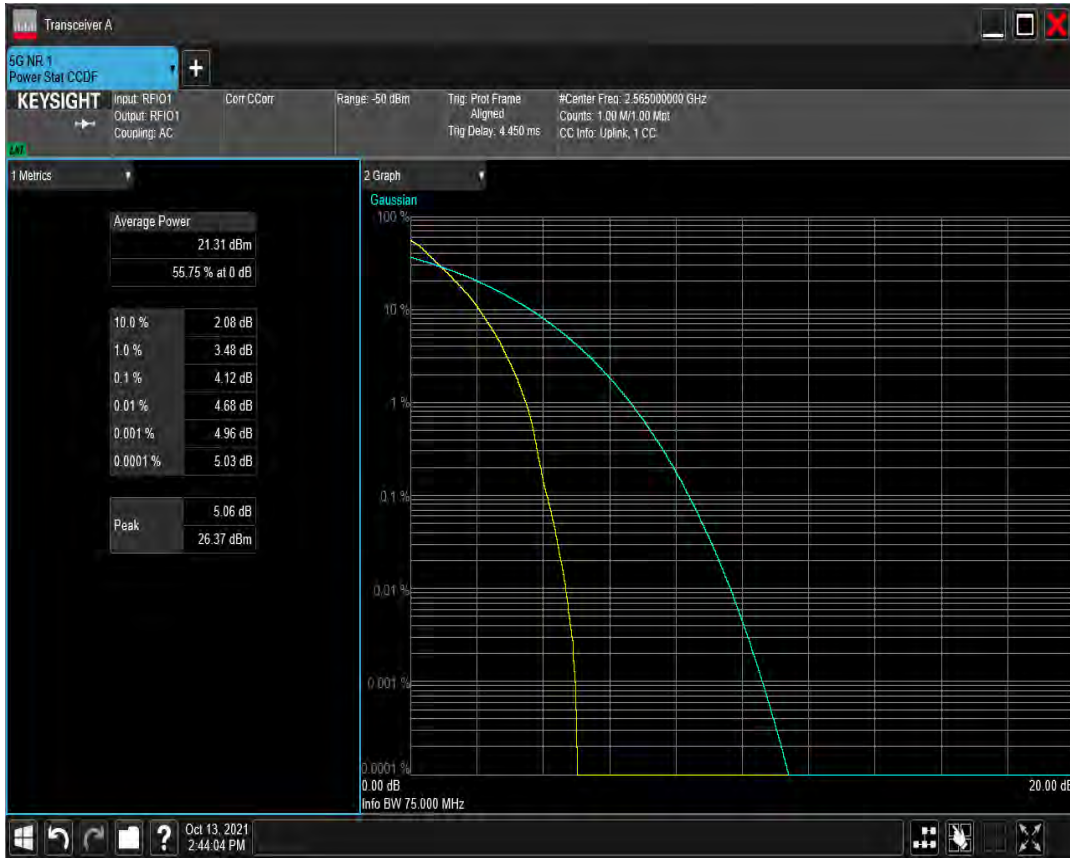 Transceiver A
5G NR 1
Power Stat CCDF
+
KEYSIGHT
Input: RFIO1
Output: RFIO1
Coupling: AC
Corr CCorr
Range: -50 dBm
Trig: Prot Frame
Aligned
Trig Delay: 4.450 ms
#Center Freq: 2.565000000 GHz
Counts: 1.00 M/1.00 Mpt
CC Info: Uplink, 1 CC
1 Metrics
Average Power
21.31 dBm
55.75 % at 0 dB
10.0 % 2.08 dB
1.0 % 3.48 dB
0.1 % 4.12 dB
0.01 % 4.68 dB
0.001 % 4.96 dB
0.0001 % 5.03 dB
Peak
5.06 dB
26.37 dBm
2 Graph
Gaussian
100 %
10 %
1 %
0.1 %
0.01 %
0.001 %
0.0001 %
0.00 dB
20.00 dB
Info BW 75.000 MHz
?
Oct 13, 2021
2:44:04 PM